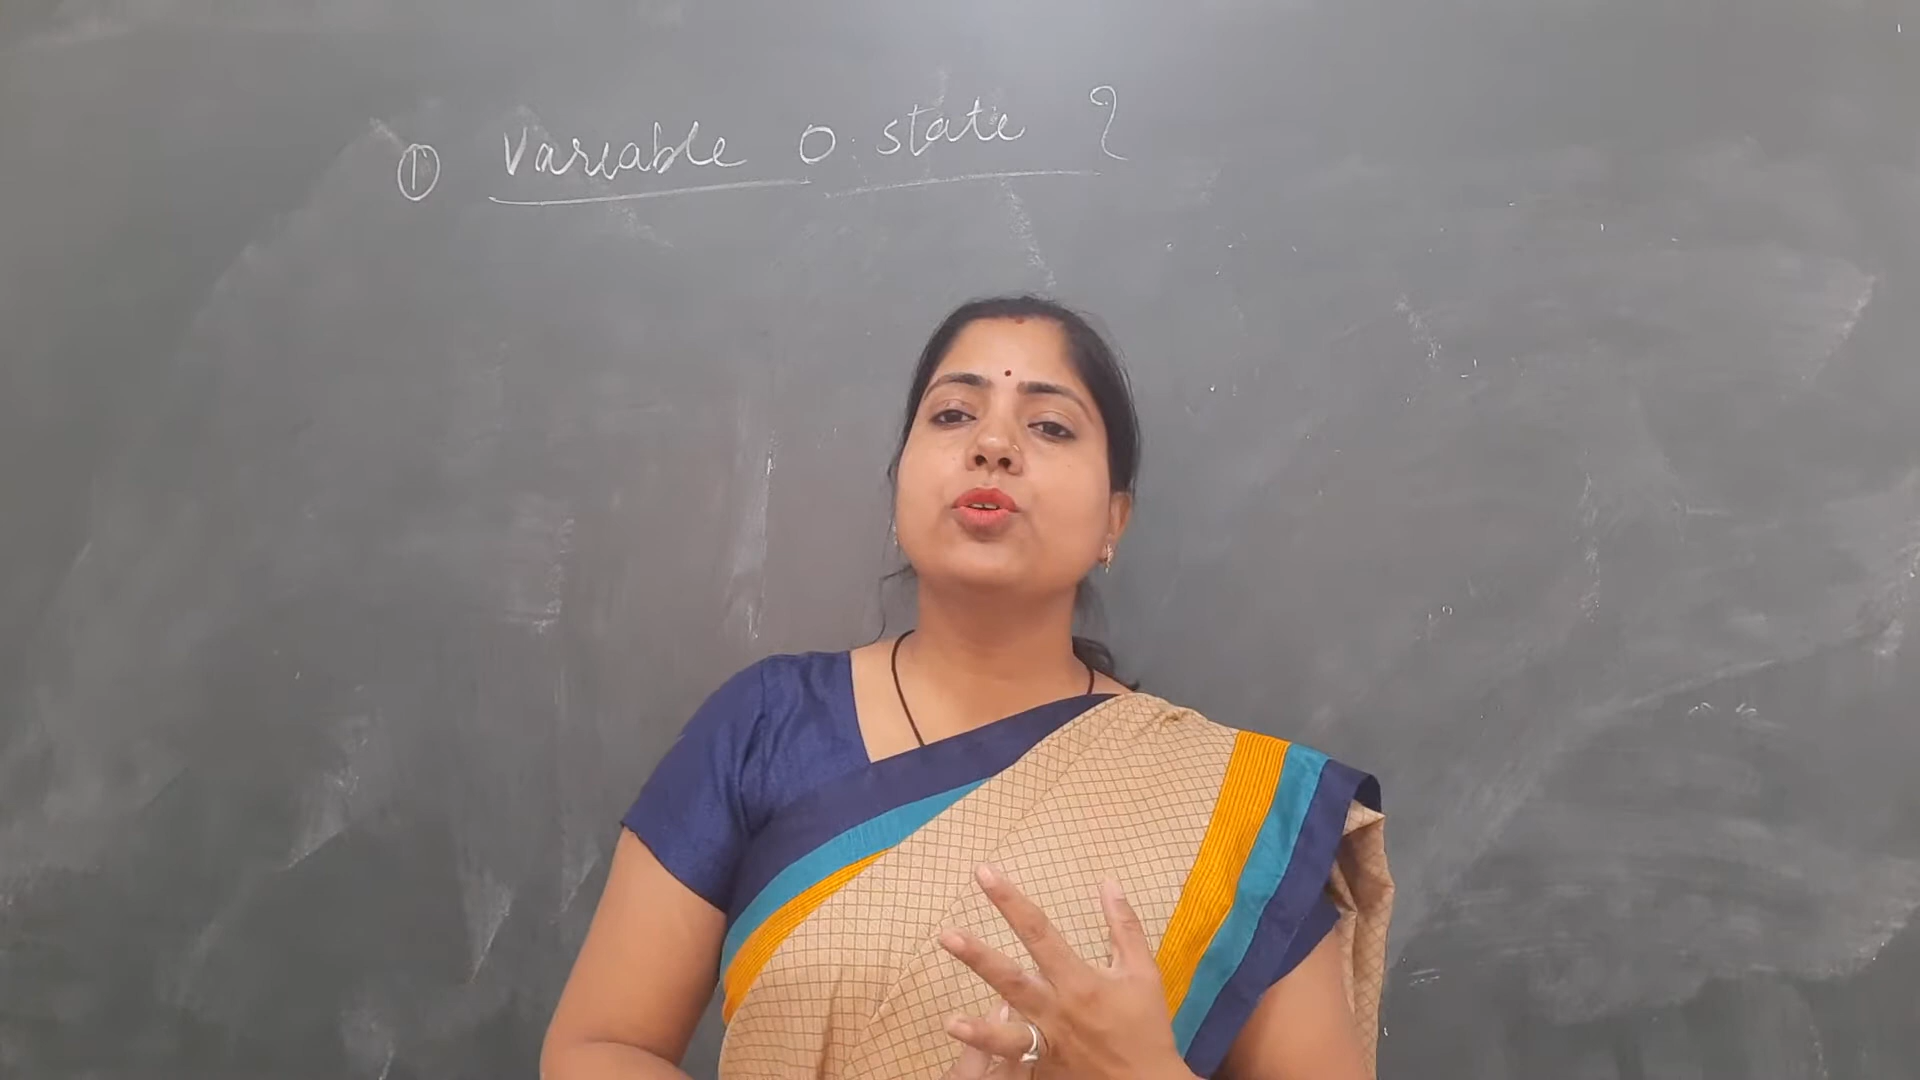 ① Variable o state ?